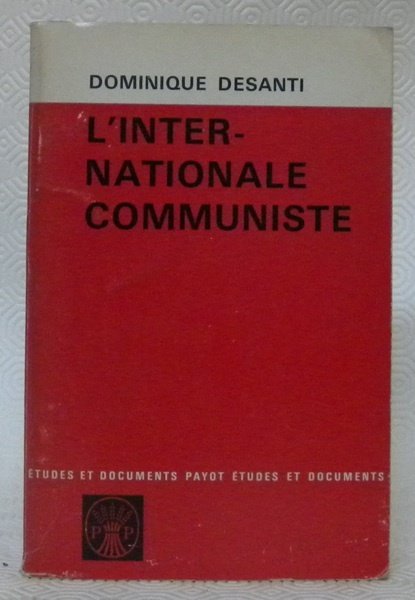 DOMINIQUE DESANTI
L'INTER-
NATIONALE
COMMUNISTE
ÉTUDES ET DOCUMENTS PAYOT ÉTUDES ET DOCUMENTS
P P